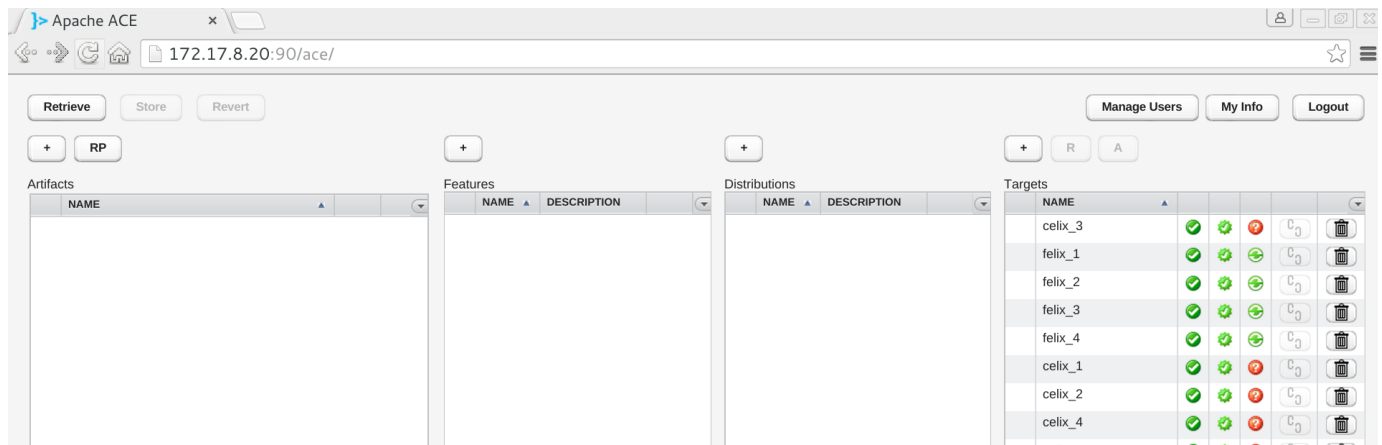 }> Apache ACE ×
172.17.8.20:90/ace/
Retrieve Store Revert Manage Users My Info Logout
+ RP + + + R A
Artifacts Features Distributions Targets
NAME NAME DESCRIPTION NAME DESCRIPTION NAME
celix_3
felix_1
felix_2
felix_3
felix_4
celix_1
celix_2
celix_4